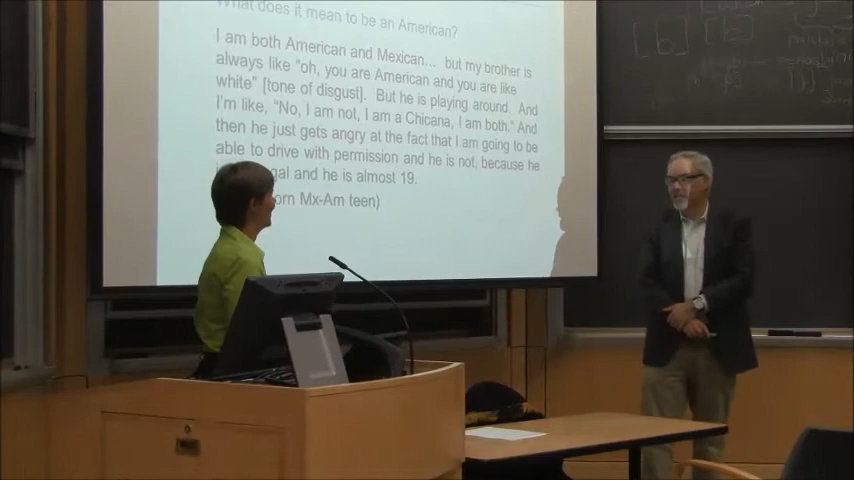 What does it mean to be an American?
I am both American and Mexican… but my brother is
always like "oh, you are American and you are like
white" [tone of disgust]. But he is playing around. And
I'm like, "No, I am not, I am a Chicana, I am both." And
then he just gets angry at the fact that I am going to be
able to drive with permission and he is not, because he
gal and he is almost 19.
orn Mx-Am teen)
[b]